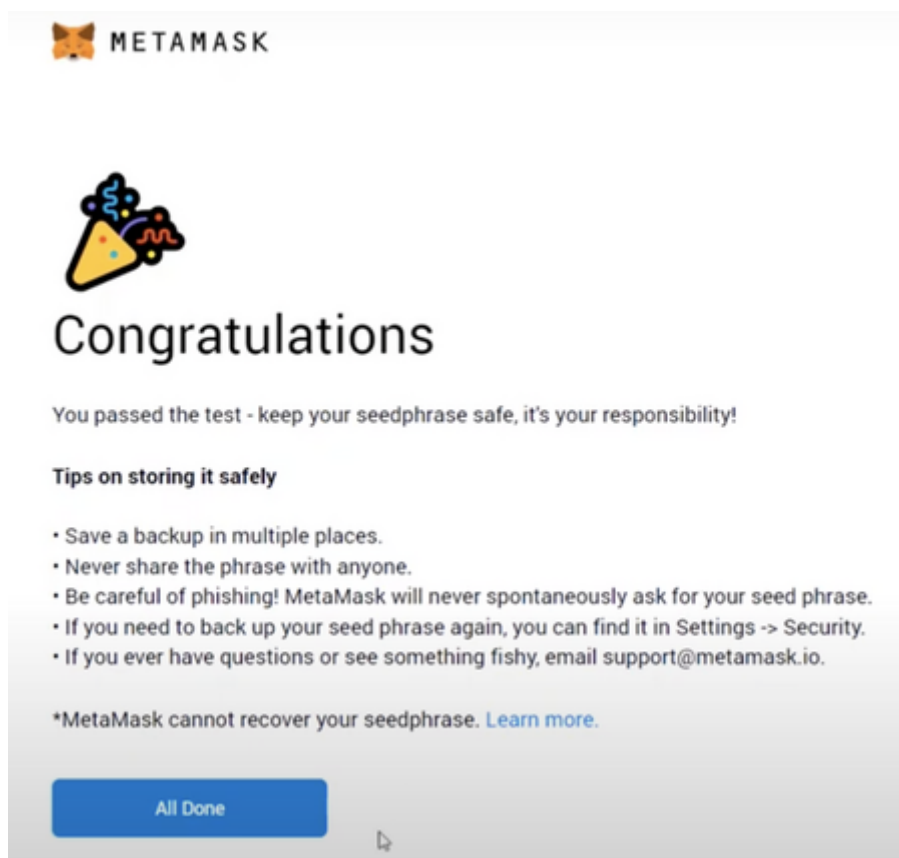 METAMASK
Congratulations
You passed the test - keep your seedphrase safe, it's your responsibility!
Tips on storing it safely
• Save a backup in multiple places.
• Never share the phrase with anyone.
• Be careful of phishing! MetaMask will never spontaneously ask for your seed phrase.
• If you need to back up your seed phrase again, you can find it in Settings -> Security.
• If you ever have questions or see something fishy, email support@metamask.io.
*MetaMask cannot recover your seedphrase. Learn more.
All Done